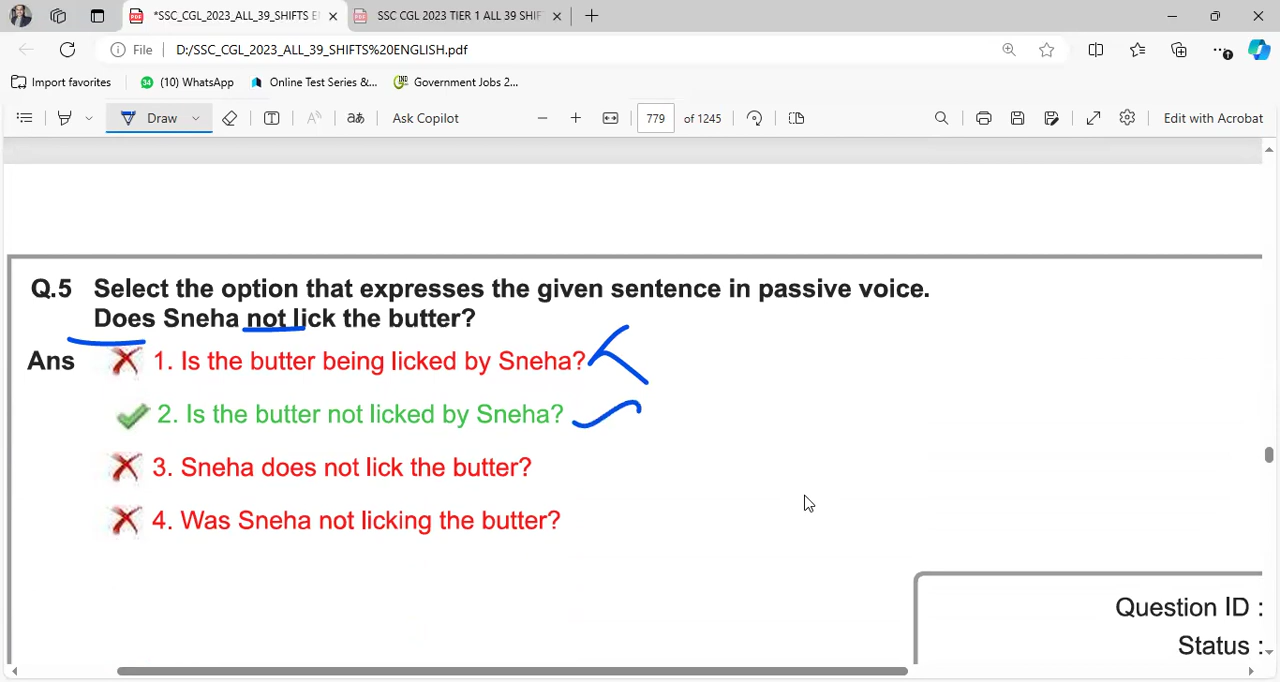 *SSC_CGL_2023_ALL_39_SHIFTS E
SSC CGL 2023 TIER 1 ALL 39 SHIF
File
D:/SSC_CGL_2023_ALL_39_SHIFTS%20ENGLISH.pdf
Import favorites
34
(10) WhatsApp
Online Test Series &...
Government Jobs 2...
Draw
aあ
Ask Copilot
779
of 1245
Edit with Acrobat
Q.5 Select the option that expresses the given sentence in passive voice.
Does Sneha not lick the butter?
Ans
1. Is the butter being licked by Sneha?
2. Is the butter not licked by Sneha?
3. Sneha does not lick the butter?
4. Was Sneha not licking the butter?
Question ID :
Status :